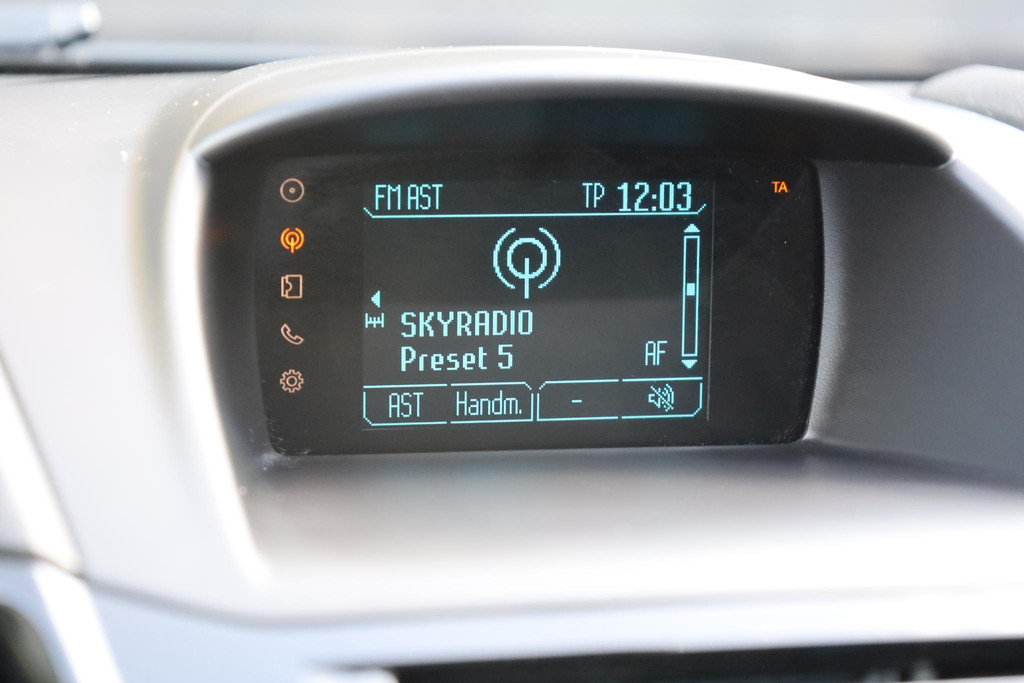 FM AST TP 12:03 TA
SKYRADIO
Preset 5 AF
AST Handm. -